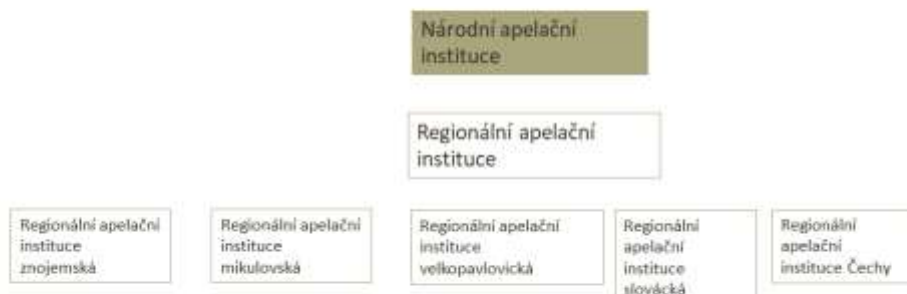 Národní apelační
instituce
Regionální apelační
instituce
Regionální apelační
instituce
znojemská
Regionální apelační
instituce
mikulovská
Regionální apelační
instituce
velkopavlovická
Regionální
apelační
instituce
slovácká
Regionální
apelační
instituce Čechy